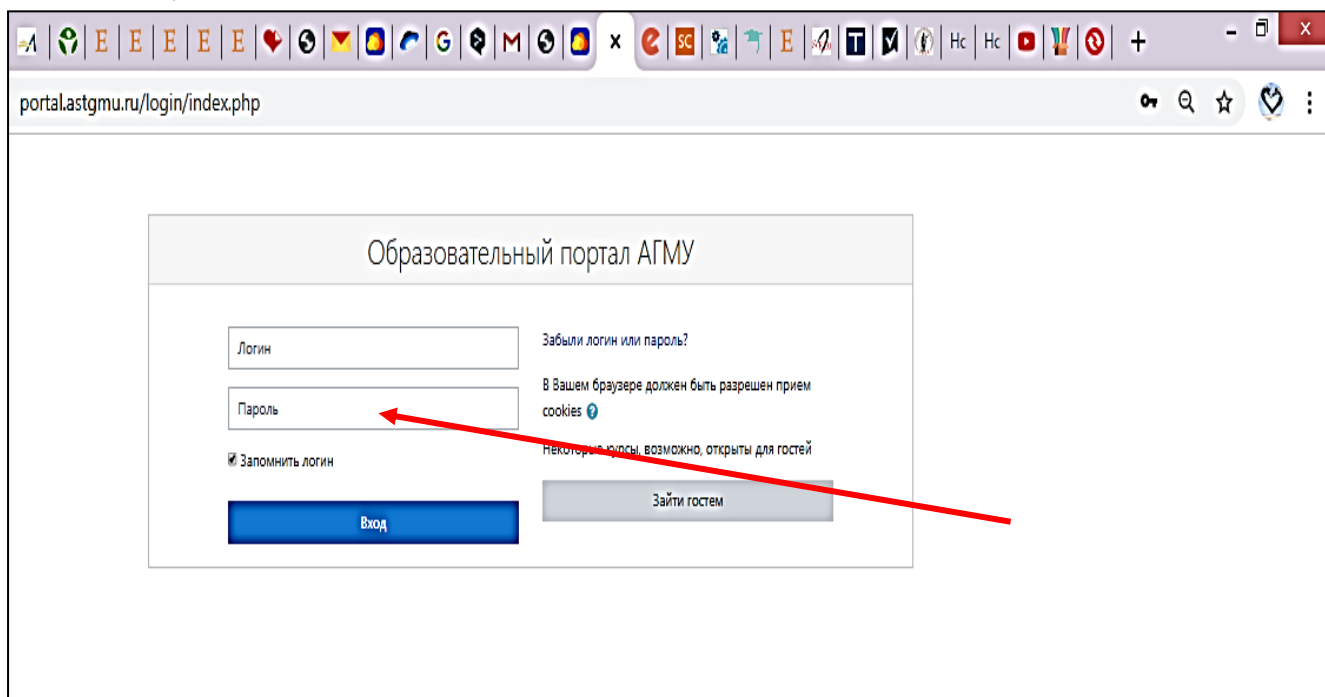 portal.astgmu.ru/login/index.php
Образовательный портал АГМУ
Логин
Пароль
Запомнить логин
Вход
Забыли логин или пароль?
В Вашем браузере должен быть разрешен прием
cookies
Некоторые курсы, возможно, открыты для гостей
Зайти гостем